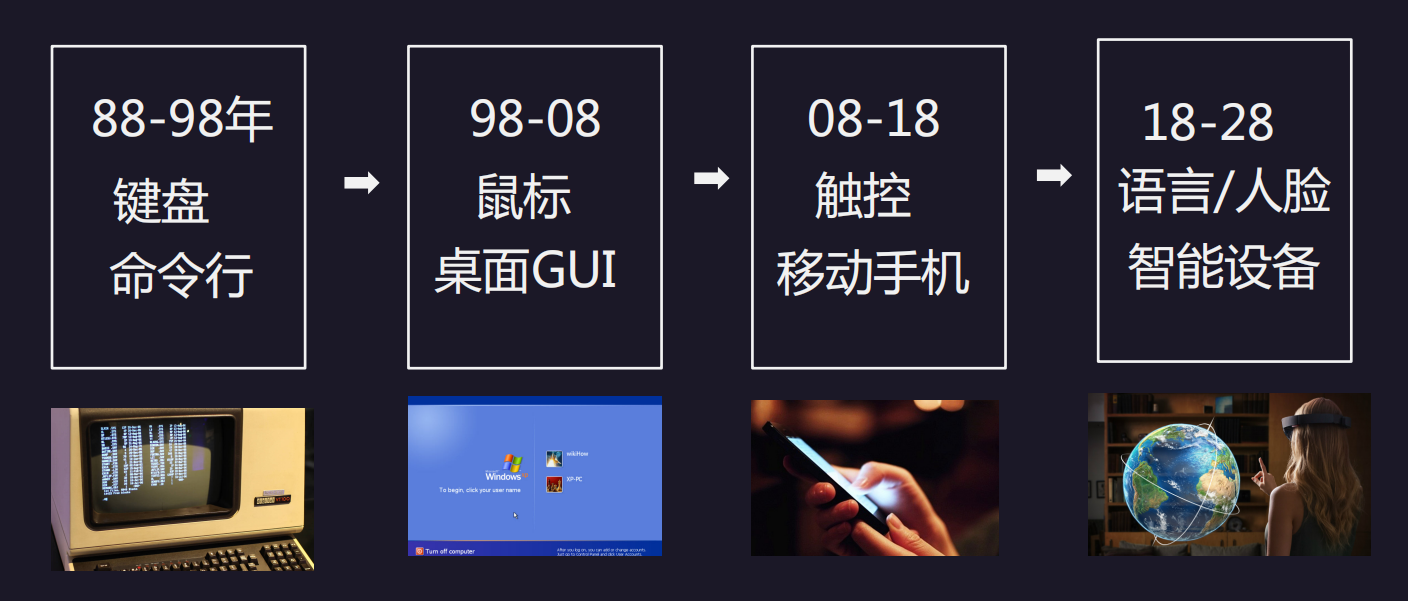 88-98年
键盘
命令行
98-08
鼠标
桌面GUI
08-18
触控
移动手机
18-28
语言/人脸
智能设备
Windows
To begin, click your user name
wikiHow
XP-PC
Turn off computer
After you log on, you can add or change accounts.
Just go to Control Panel and click User Accounts.